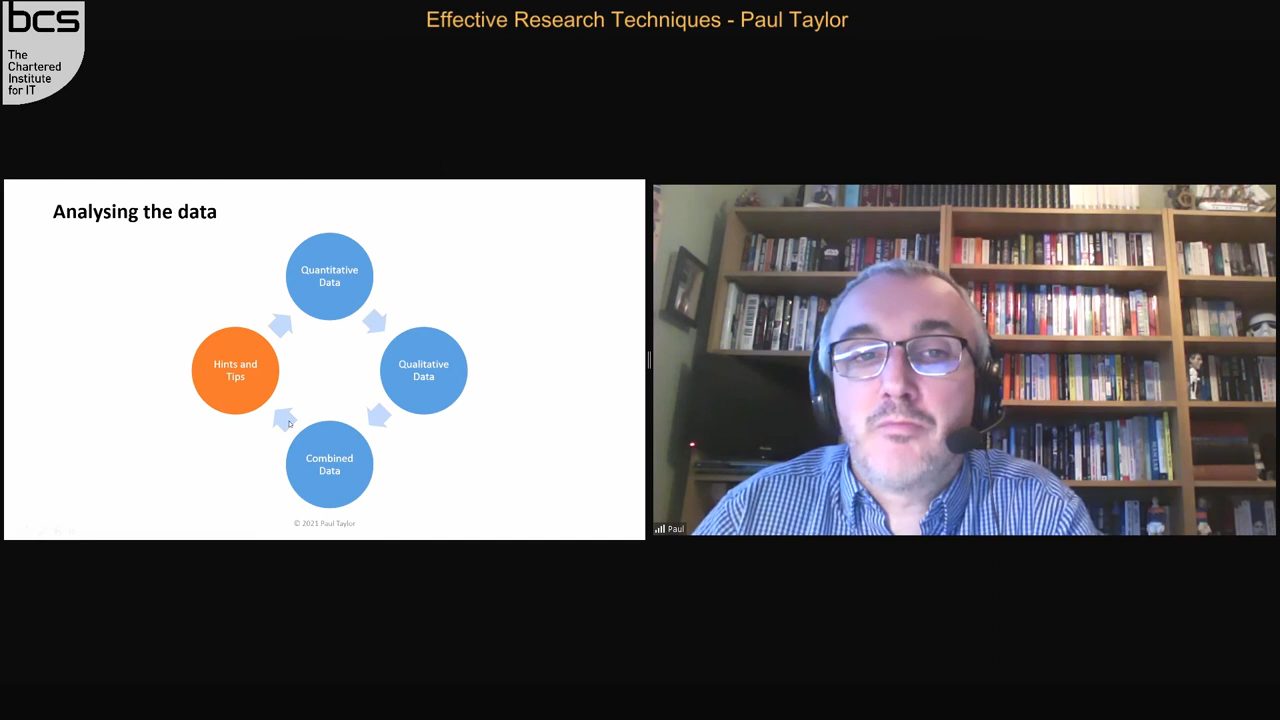 bcs
The
Chartered
Institute
for IT
Effective Research Techniques - Paul Taylor
Analysing the data
Quantitative
Data
Hints and
Tips
Qualitative
Data
Combined
Data
© 2021 Paul Taylor
Paul